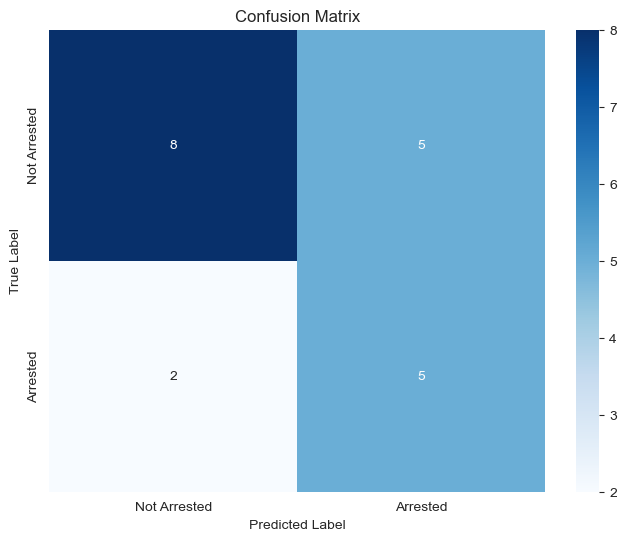 Confusion Matrix
True Label
Not Arrested
Arrested
8
5
2
5
Not Arrested
Arrested
Predicted Label
8
7
6
5
4
3
2